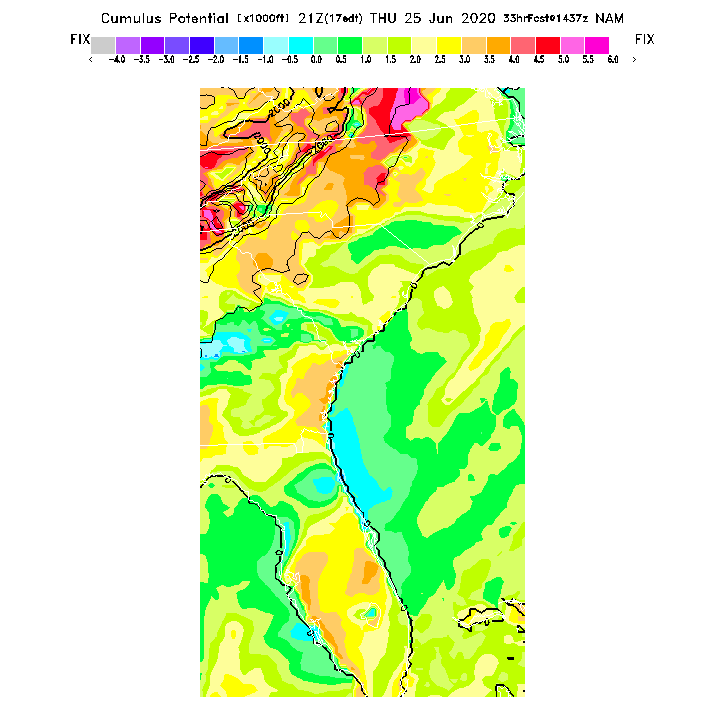 Cumulus Potential [x1000ft] 21Z(17edt) THU 25 Jun 2020 33hrFcst@1437z NAM
FIX FIX
< -4.0 -3.5 -3.0 -2.5 -2.0 -1.5 -1.0 -0.5 0.0 0.5 1.0 1.5 2.0 2.5 3.0 3.5 4.0 4.5 5.0 5.5 6.0 >
2000
2000